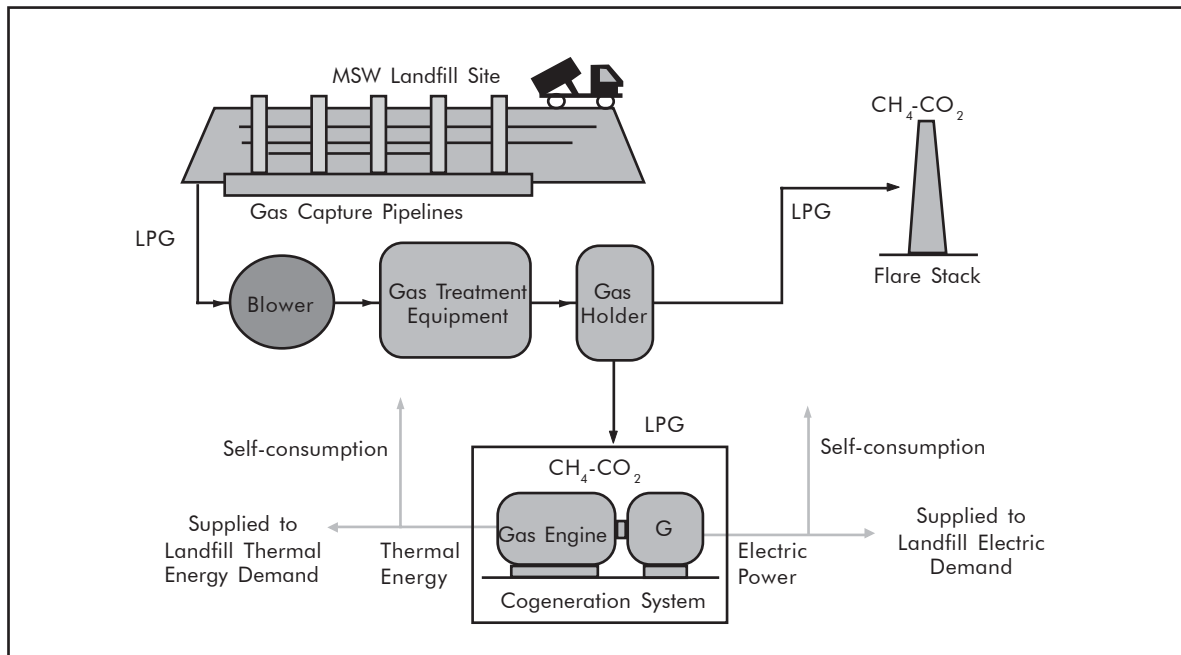 MSW Landfill Site
CH4-CO2
Gas Capture Pipelines
LPG
LPG
Flare Stack
Blower
Gas Treatment
Equipment
Gas
Holder
LPG
Self-consumption
Self-consumption
CH4-CO2
Gas Engine
G
Supplied to
Landfill Thermal
Energy Demand
Thermal
Energy
Electric
Power
Supplied to
Landfill Electric
Demand
Cogeneration System